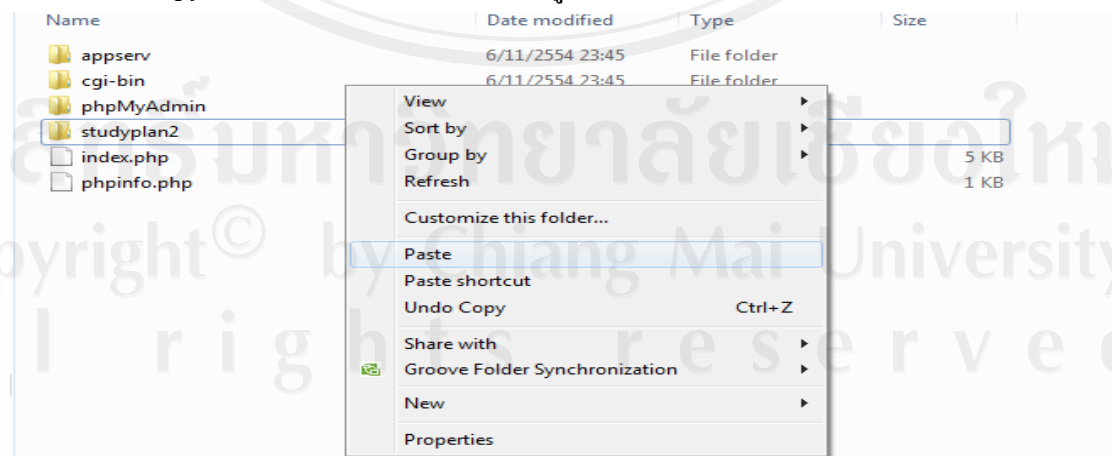 Name Date modified Type Size
appserv 6/11/2554 23:45 File folder
cgi-bin 6/11/2554 23:45 File folder
phpMyAdmin
studyplan2
index.php 5 KB
phpinfo.php 1 KB
View
Sort by
Group by
Refresh
Customize this folder...
Paste
Paste shortcut
Undo Copy Ctrl+Z
Share with
Groove Folder Synchronization
New
Properties
by Chiang Mai University
rights reserve